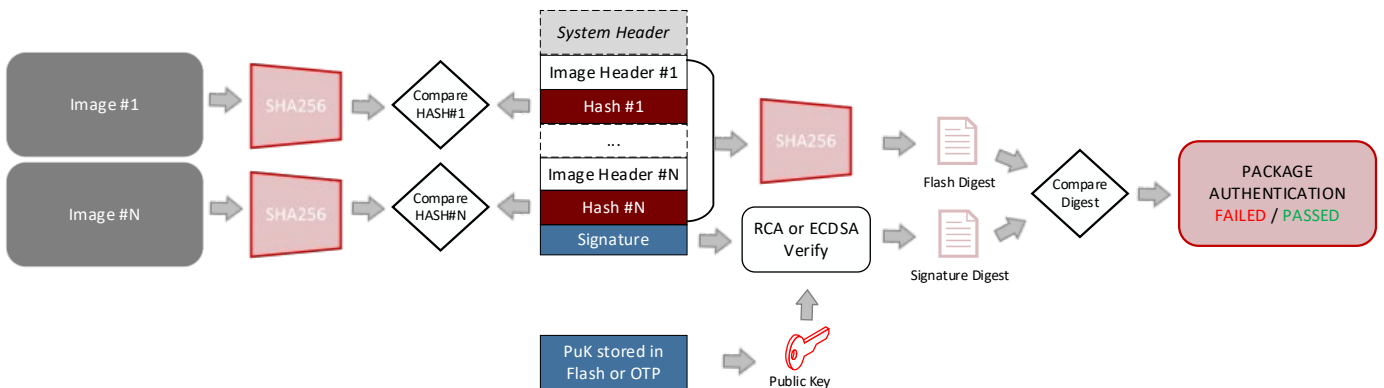 System Header
Image Header #1
Hash #1
...
Image Header #N
Hash #N
Signature
Image #1
SHA256
Compare
HASH#1
Image #N
SHA256
Compare
HASH#N
SHA256
Flash Digest
RCA or ECDSA
Verify
Signature Digest
Compare
Digest
PACKAGE
AUTHENTICATION
FAILED / PASSED
PuK stored in
Flash or OTP
Public Key